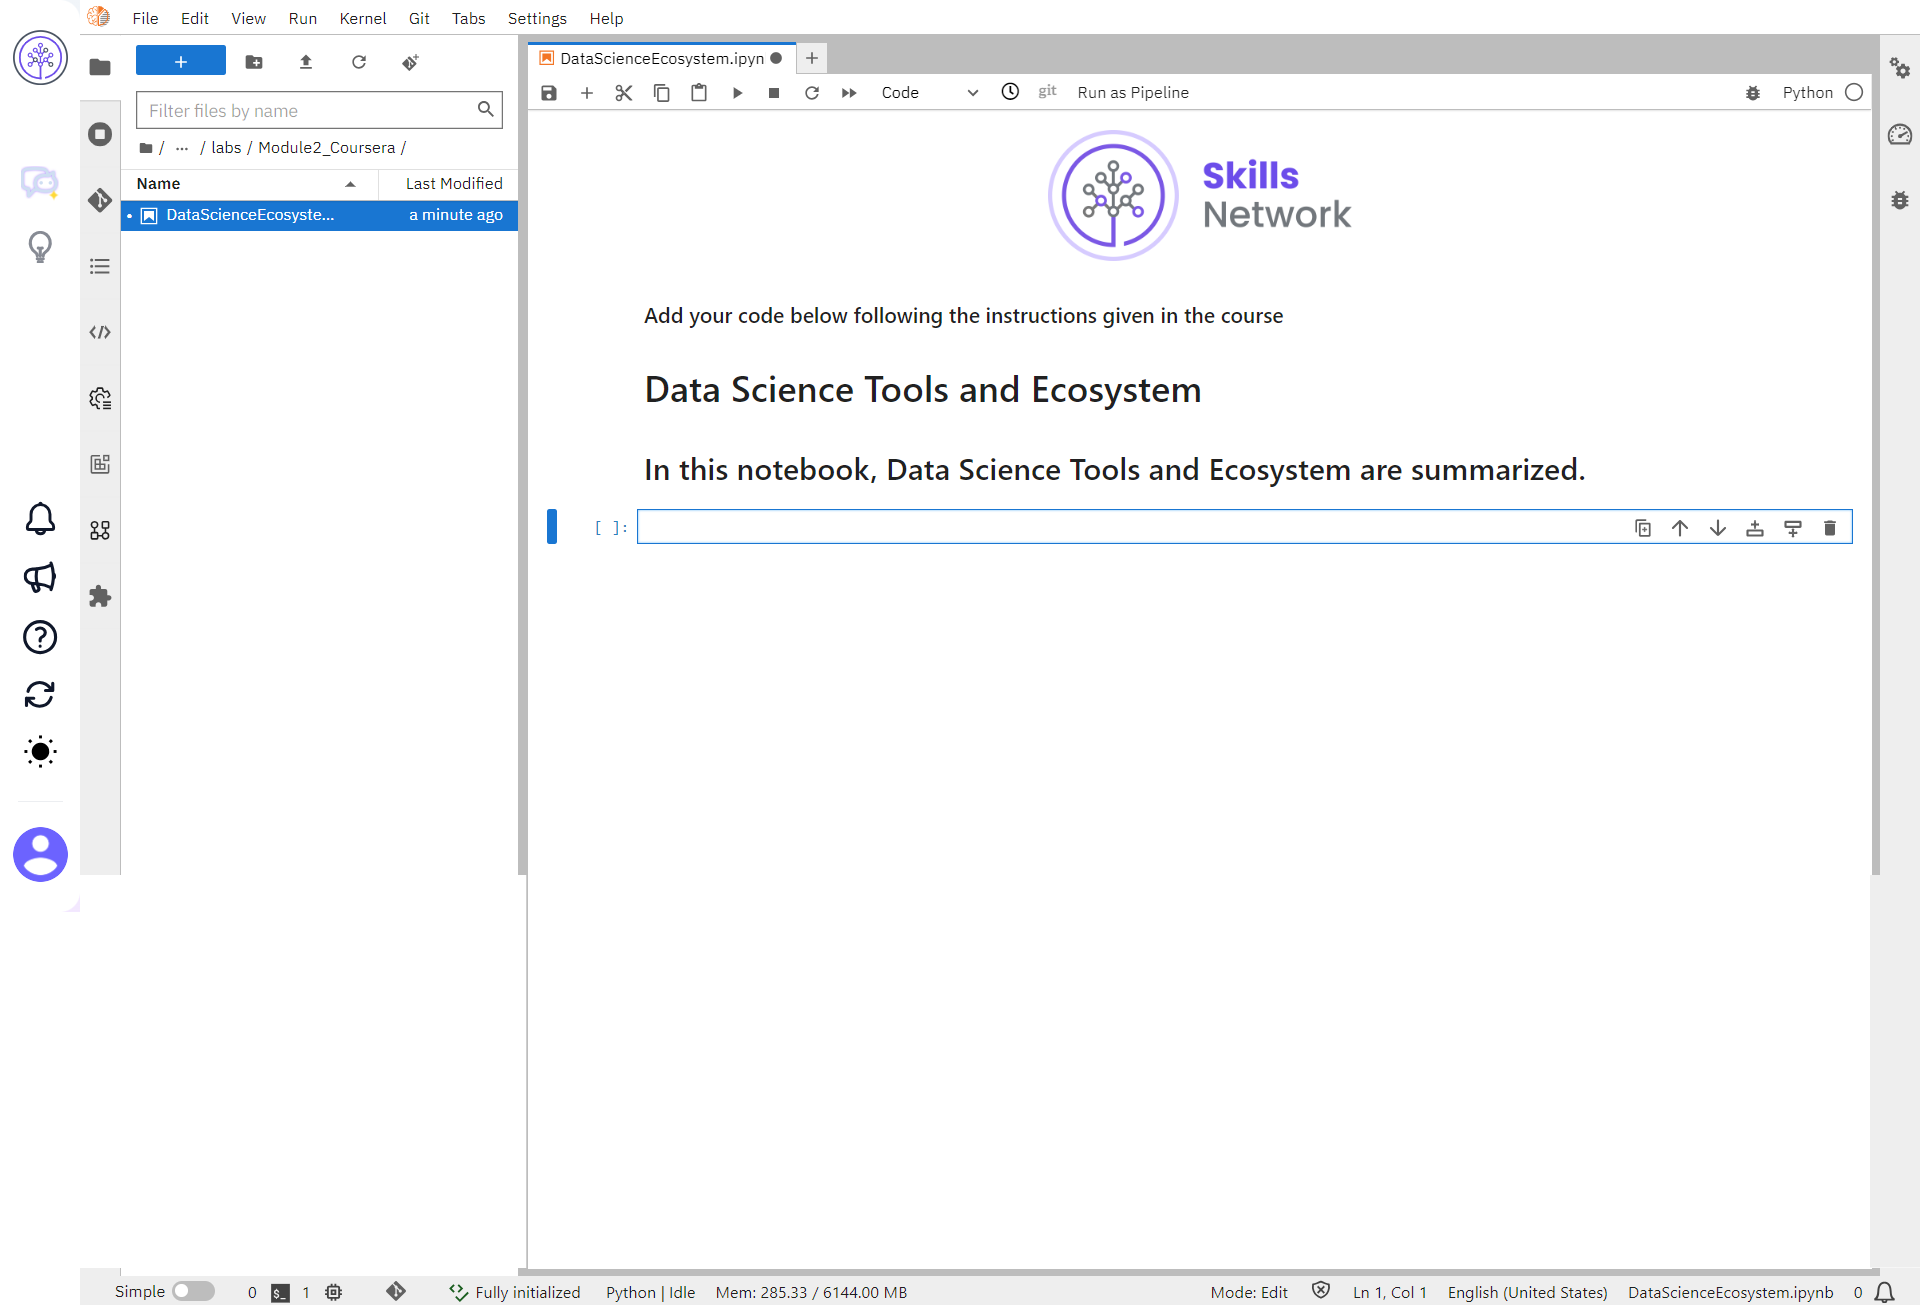 File Edit View Run Kernel Git Tabs Settings Help
+
Filter files by name
/ ... / labs / Module2_Coursera /
Name Last Modified
DataScienceEcosyste... a minute ago
DataScienceEcosystem.ipyn
Code git Run as Pipeline Python
Skills
Network
Add your code below following the instructions given in the course
Data Science Tools and Ecosystem
In this notebook, Data Science Tools and Ecosystem are summarized.
[ ]:
Simple 0 $_ 1 Fully initialized Python | Idle Mem: 285.33 / 6144.00 MB Mode: Edit Ln 1, Col 1 English (United States) DataScienceEcosystem.ipynb 0